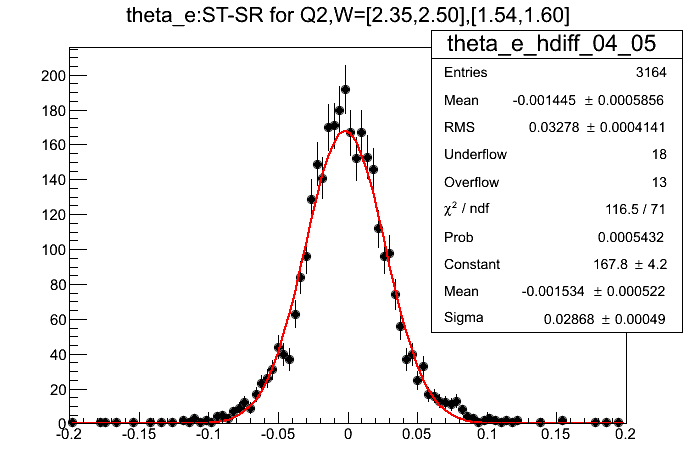 theta_e:ST-SR for Q2,W=[2.35,2.50],[1.54,1.60]
theta_e_hdiff_04_05
Entries 3164
Mean -0.001445 ± 0.0005856
RMS 0.03278 ± 0.0004141
Underflow 18
Overflow 13
χ² / ndf 116.5 / 71
Prob 0.0005432
Constant 167.8 ± 4.2
Mean -0.001534 ± 0.000522
Sigma 0.02868 ± 0.00049
200
180
160
140
120
100
80
60
40
20
0
-0.2 -0.15 -0.1 -0.05 0 0.05 0.1 0.15 0.2